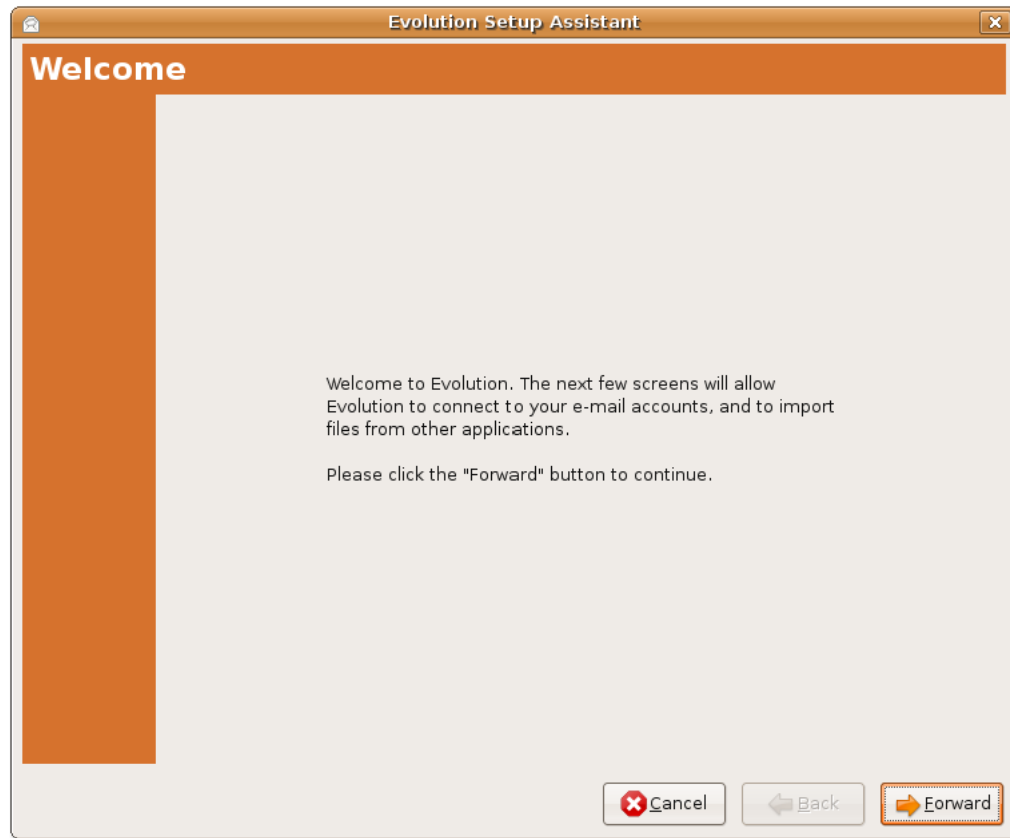 Evolution Setup Assistant
Welcome
Welcome to Evolution. The next few screens will allow
Evolution to connect to your e-mail accounts, and to import
files from other applications.
Please click the "Forward" button to continue.
Cancel
Back
Forward